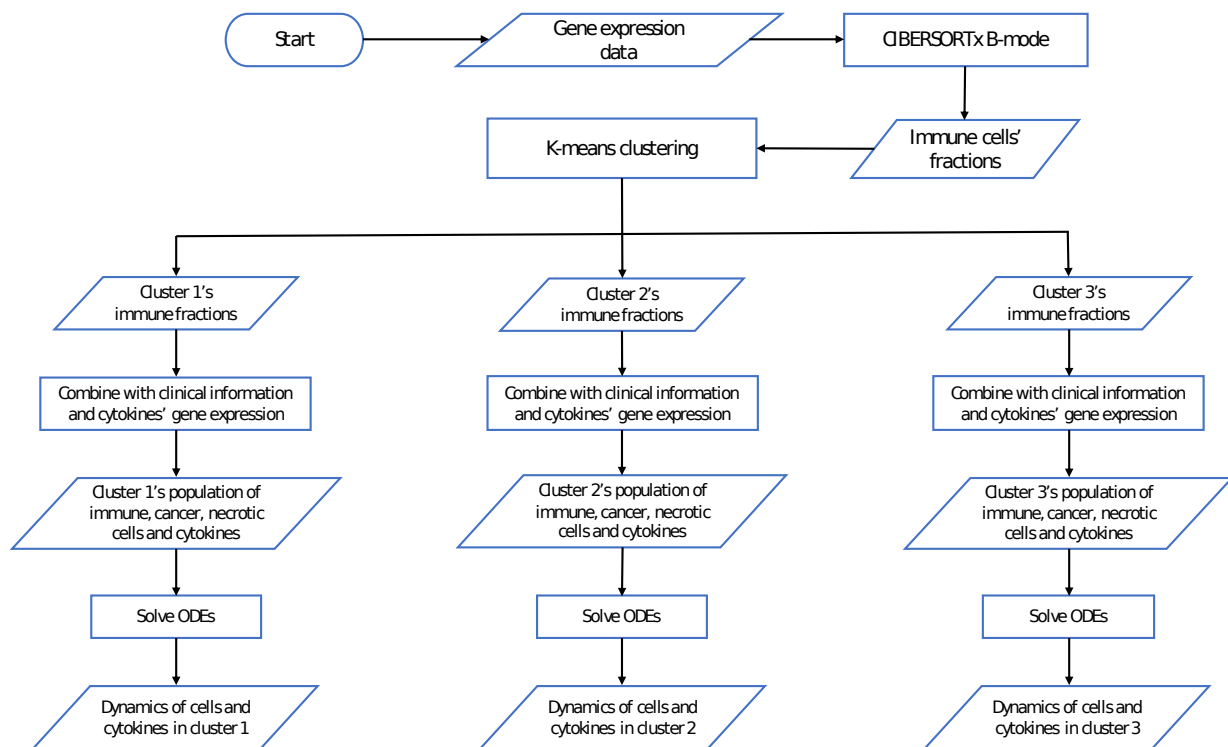 Start
Gene expression
data
CIBERSORTx B-mode
Immune cells'
fractions
K-means clustering
Cluster 1's
immune fractions
Cluster 2's
immune fractions
Cluster 3's
immune fractions
Combine with clinical information
and cytokines' gene expression
Combine with clinical information
and cytokines' gene expression
Combine with clinical information
and cytokines' gene expression
Cluster 1's population of
immune, cancer, necrotic
cells and cytokines
Cluster 2's population of
immune, cancer, necrotic
cells and cytokines
Cluster 3's population of
immune, cancer, necrotic
cells and cytokines
Solve ODEs
Solve ODEs
Solve ODEs
Dynamics of cells and
cytokines in cluster 1
Dynamics of cells and
cytokines in cluster 2
Dynamics of cells and
cytokines in cluster 3